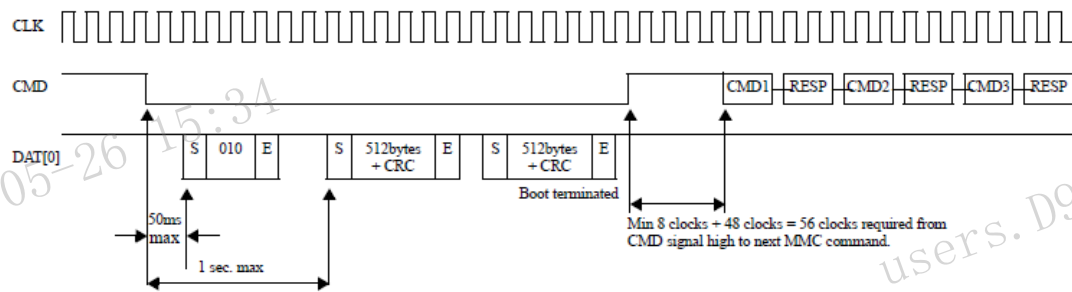 CLK
CMD
CMD1 RESP CMD2 RESP CMD3 RESP
DAT[0]
S 010 E S 512bytes + CRC E S 512bytes + CRC E
Boot terminated
50ms
max
Min 8 clocks + 48 clocks = 56 clocks required from
CMD signal high to next MMC command.
1 sec. max
05-26 15:34
users. D9